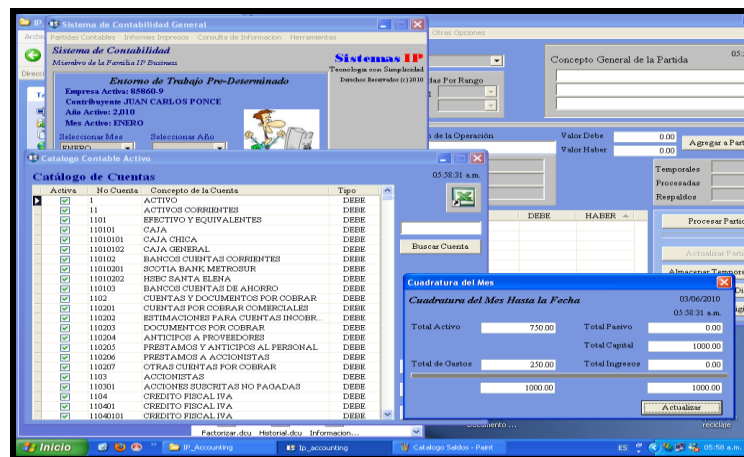 IP
Sistema de Contabilidad General
Partidas Contables Informes Impresos Consulta de Informacion Herramientas
Otras Opciones
Sistema de Contabilidad
Miembro de la Familia IP Business
Sistemas IP
Tecnologia con Simplicidad
Derechos Reservados (c) 2010
Entorno de Trabajo Pre-Determinado
Empresa Activa: 85860-9
Contribuyente JUAN CARLOS PONCE
Año Activo: 2,010
Mes Activo: ENERO
Seleccionar Mes Seleccionar Año
ENERO
Concepto General de la Partida
das Por Rango
de la Operación
Valor Debe 0.00
Valor Haber 0.00
Agregar a Part
Temporales
Procesadas
Respaldos
DEBE HABER
Procesar Partid
Actualizar Parti
Almacenar Tempora
Catalogo Contable Activo
Catálogo de Cuentas
05:58:31 a.m.
Activa No Cuenta Concepto de la Cuenta Tipo
1 ACTIVO DEBE
11 ACTIVOS CORRIENTES DEBE
1101 EFECTIVO Y EQUIVALENTES DEBE
110101 CAJA DEBE
11010101 CAJA CHICA DEBE
11010102 CAJA GENERAL DEBE
110102 BANCOS CUENTAS CORRIENTES DEBE
11010201 SCOTIA BANK METROSUR DEBE
11010202 HSBC SANTA ELENA DEBE
110103 BANCOS CUENTAS DE AHORRO DEBE
1102 CUENTAS Y DOCUMENTOS POR COBRAR DEBE
110201 CUENTAS POR COBRAR COMERCIALES DEBE
110202 ESTIMACIONES PARA CUENTAS INCOBR... DEBE
110203 DOCUMENTOS POR COBRAR DEBE
110204 ANTICIPOS A PROVEEDORES DEBE
110205 PRESTAMOS Y ANTICIPOS AL PERSONAL DEBE
110206 PRESTAMOS A ACCIONISTAS DEBE
110207 OTRAS CUENTAS POR COBRAR DEBE
1103 ACCIONISTAS DEBE
110301 ACCIONES SUSCRITAS NO PAGADAS DEBE
1104 CREDITO FISCAL IVA DEBE
110401 CREDITO FISCAL IVA DEBE
11040101 CREDITO FISCAL IVA DEBE
Buscar Cuenta
Cuadratura del Mes
Cuadratura del Mes Hasta la Fecha
03/06/2010
05:58:31 a.m.
Total Activo 750.00 Total Pasivo 0.00
Total Capital 1000.00
Total de Gastos 250.00 Total Ingresos 0.00
1000.00 1000.00
Actualizar
Factorizar.dcu Historial.dcu Informacion...
Documento ...
reciclaje
Inicio
IP_Accounting
Ip_accounting
Catalogo Saldos - Paint
ES
05:58 a.m.